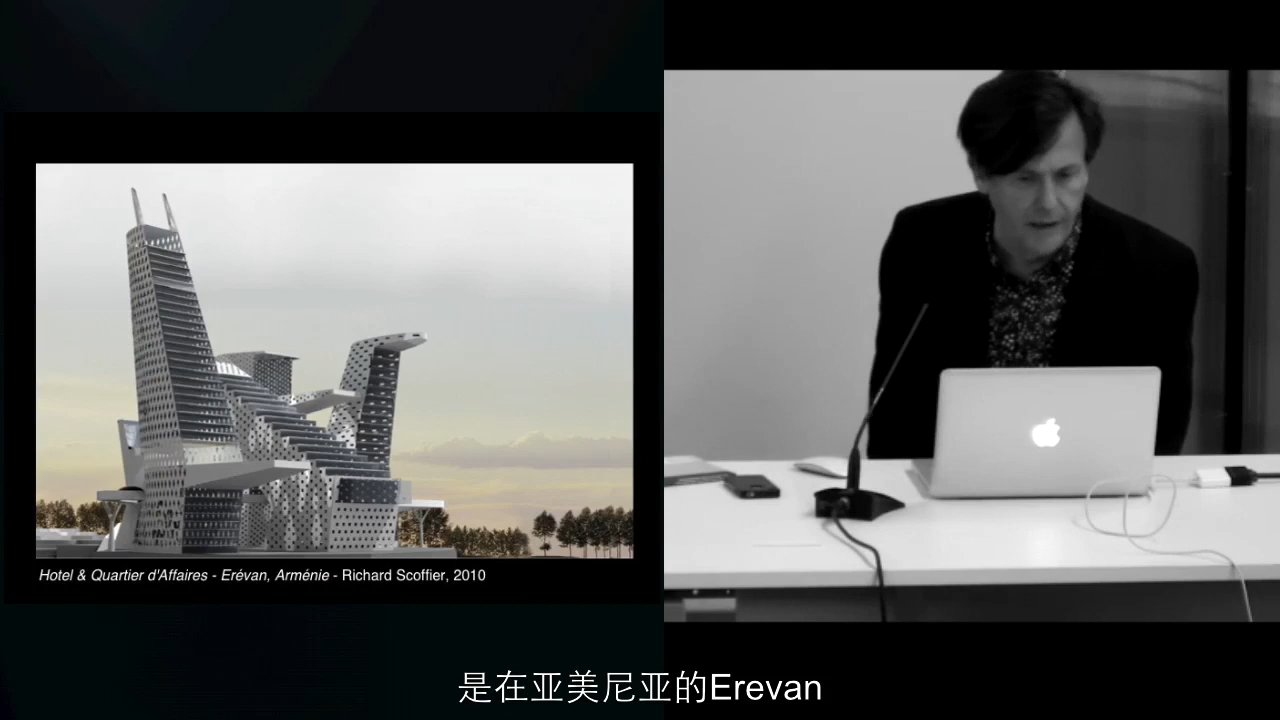 Hotel & Quartier d'Affaires - Erévan, Arménie - Richard Scoffier, 2010
是在亚美尼亚的Erevan